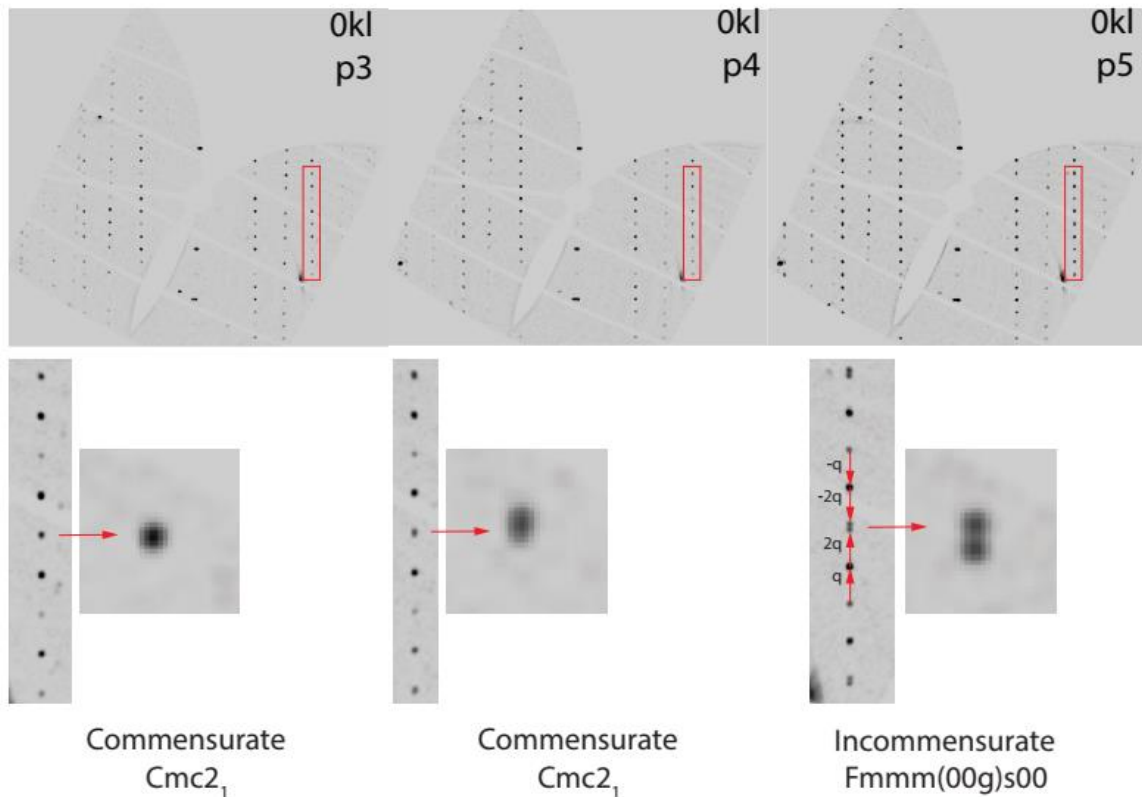 0kl
p3
0kl
p4
0kl
p5
-q
-2q
2q
q
Commensurate
Cmc2₁
Commensurate
Cmc2₁
Incommensurate
Fmmm(00g)s00